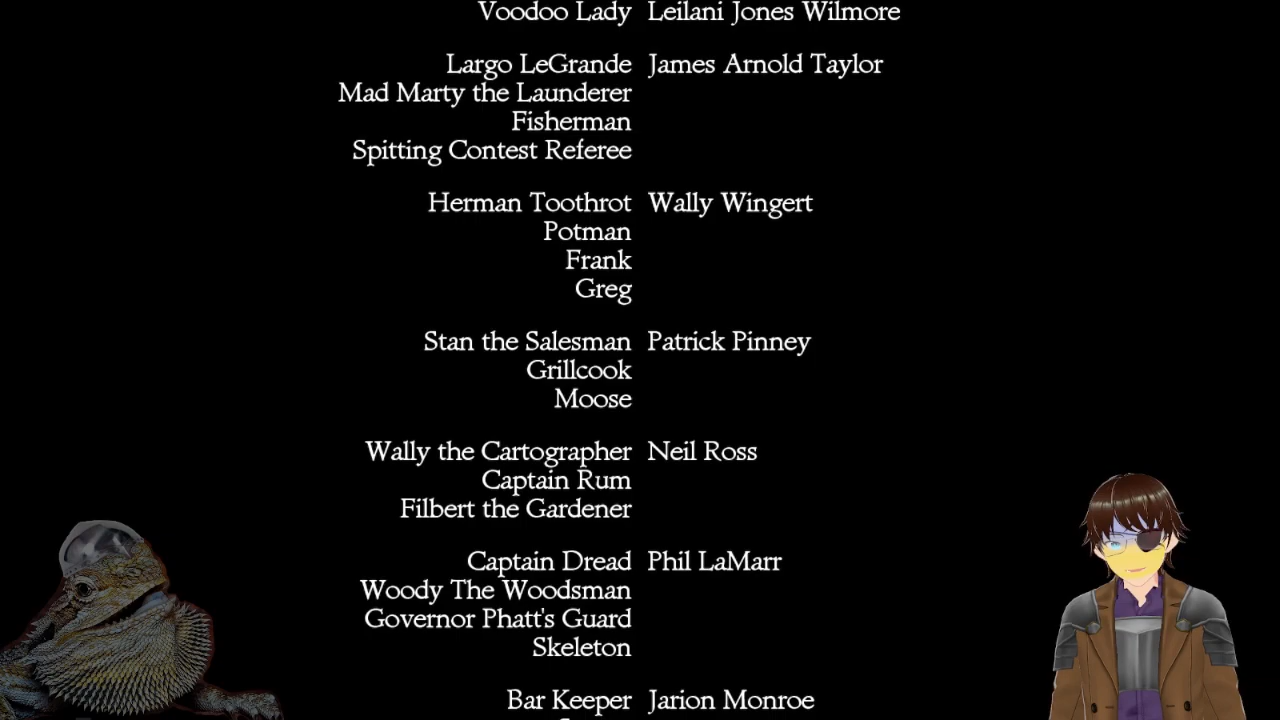 Voodoo Lady Leilani Jones Wilmore
Largo LeGrande James Arnold Taylor
Mad Marty the Launderer
Fisherman
Spitting Contest Referee
Herman Toothrot Wally Wingert
Potman
Frank
Greg
Stan the Salesman Patrick Pinney
Grillcook
Moose
Wally the Cartographer Neil Ross
Captain Rum
Filbert the Gardener
Captain Dread Phil LaMarr
Woody The Woodsman
Governor Phatt's Guard
Skeleton
Bar Keeper Jarion Monroe